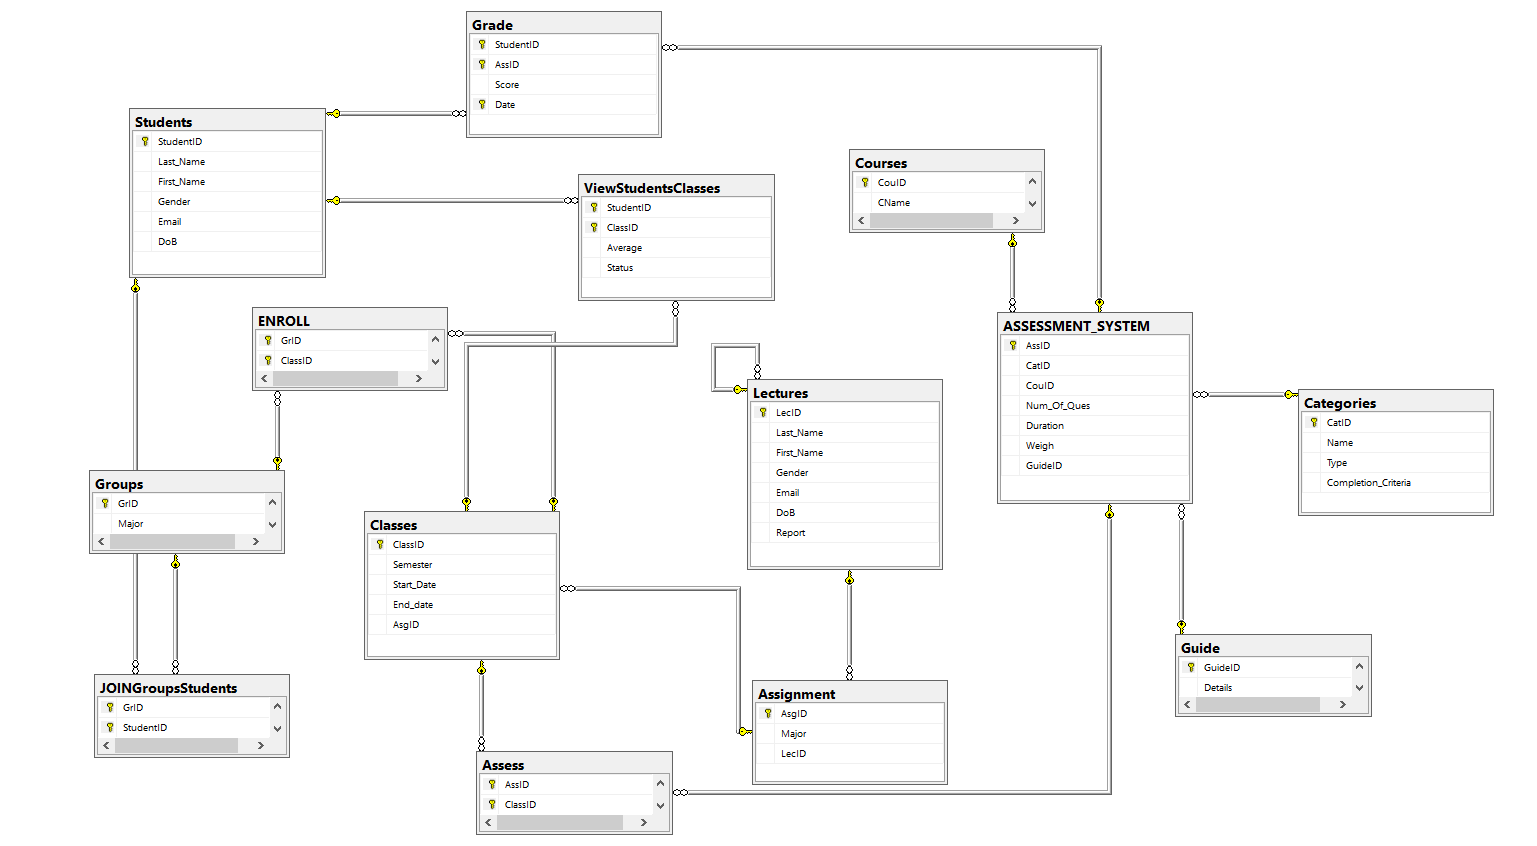 Grade
StudentID
AssID
Score
Date
Students
StudentID
Last_Name
First_Name
Gender
Email
DoB
ViewStudentsClasses
StudentID
ClassID
Average
Status
Courses
CouID
CName
ENROLL
GrID
ClassID
ASSESSMENT_SYSTEM
AssID
CatID
CouID
Num_Of_Ques
Duration
Weigh
GuideID
Lectures
LecID
Last_Name
First_Name
Gender
Email
DoB
Report
Categories
CatID
Name
Type
Completion_Criteria
Groups
GrID
Major
Classes
ClassID
Semester
Start_Date
End_date
AsgID
Guide
GuideID
Details
JOINGroupsStudents
GrID
StudentID
Assignment
AsgID
Major
LecID
Assess
AssID
ClassID